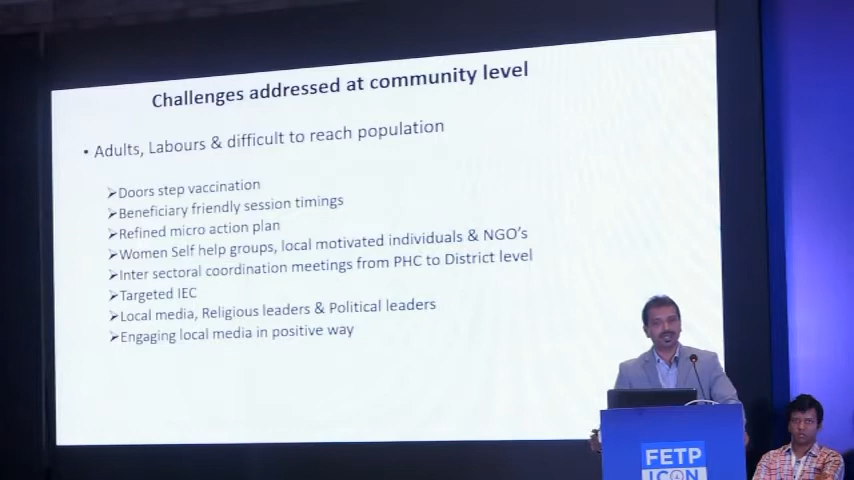 Challenges addressed at community level
• Adults, Labours & difficult to reach population
➢Doors step vaccination
➢Beneficiary friendly session timings
➢Refined micro action plan
➢Women Self help groups, local motivated individuals & NGO's
➢Inter sectoral coordination meetings from PHC to District level
➢Targeted IEC
➢Local media, Religious leaders & Political leaders
➢Engaging local media in positive way
FETP
ICON